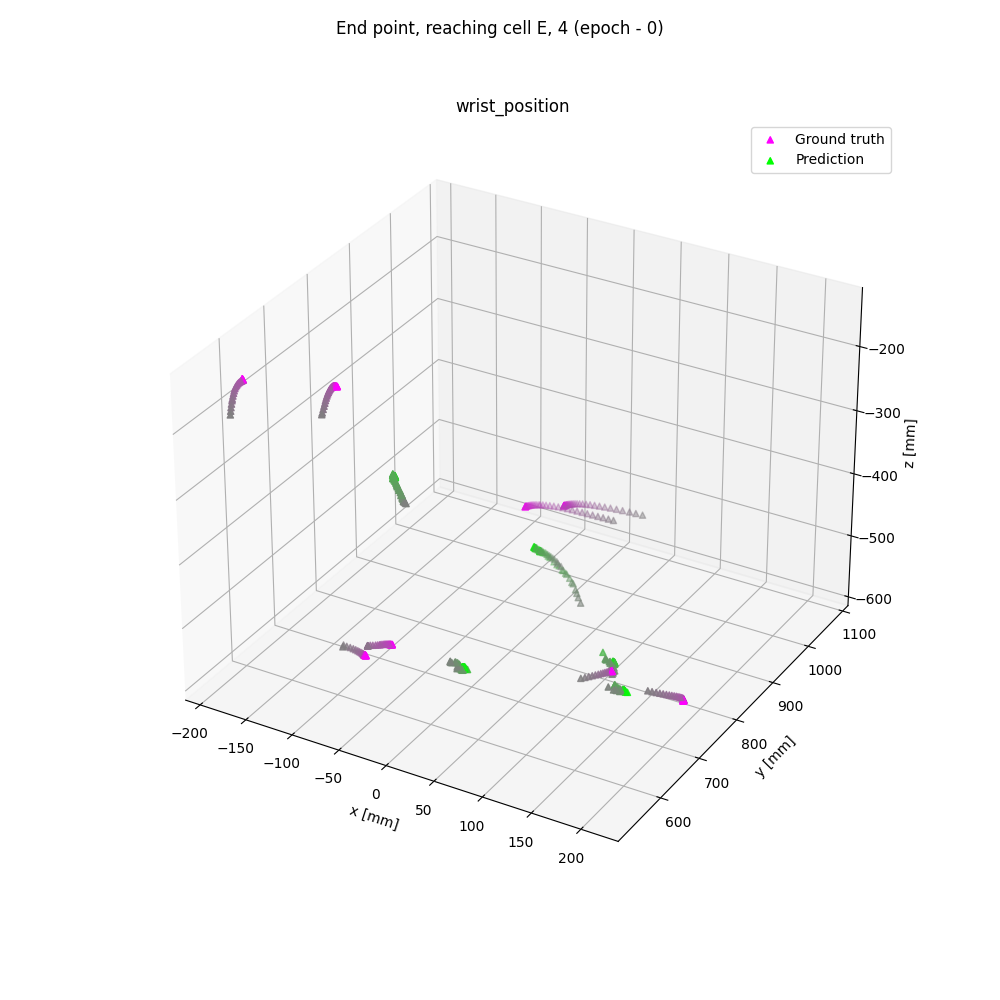 End point, reaching cell E, 4 (epoch - 0)
wrist_position
Ground truth
Prediction
−200
−300
−400
−500
−600
z [mm]
1100
1000
900
800
700
600
y [mm]
−200
−150
−100
−50
0
50
100
150
200
x [mm]